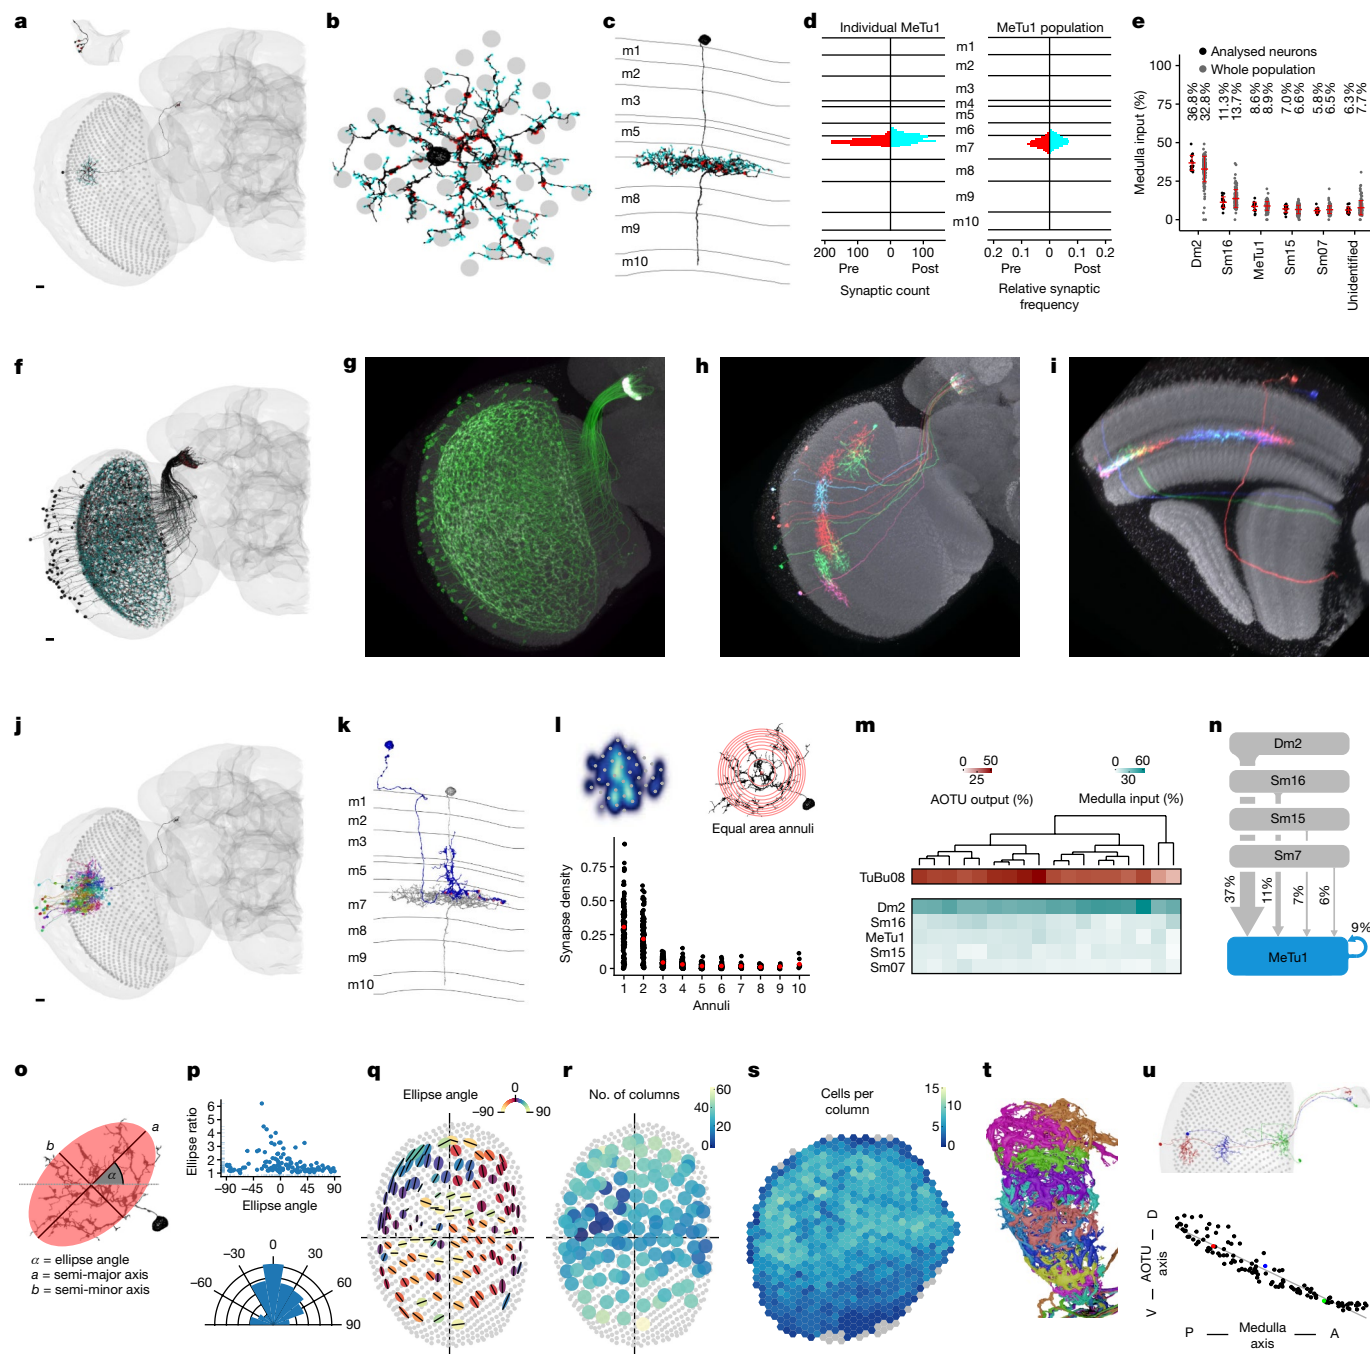 a
b
c
m1
m2
m3
m5
m8
m9
m10
d
Individual MeTu1
MeTu1 population
m1
m2
m3
m4
m5
m6
m7
m8
m9
m10
200 100 0 100
Pre Post
Synaptic count
0.2 0.1 0 0.1 0.2
Pre Post
Relative synaptic
frequency
e
Analysed neurons
Whole population
Medulla input (%)
100
75
50
25
0
36.8%
32.8%
11.3%
13.7%
8.6%
8.9%
7.0%
6.6%
5.8%
6.5%
6.3%
7.7%
Dm2
Sm16
MeTu1
Sm15
Sm07
Unidentified
f
g
h
i
j
k
m1
m2
m3
m5
m7
m8
m9
m10
l
Equal area annuli
Synapse density
0.75
0.25
0
1 2 3 4 5 6 7 8 9 10
Annuli
m
0 50
25
AOTU output (%)
0 60
30
Medulla input (%)
TuBu08
Dm2
Sm16
MeTu1
Sm15
Sm07
n
Dm2
Sm16
Sm15
Sm7
37%
11%
7%
6%
9%
MeTu1
o
a
b
α
α = ellipse angle
a = semi-major axis
b = semi-minor axis
p
Ellipse ratio
6
5
4
3
2
1
−90 −45 0 45 90
Ellipse angle
0
−30 30
−60 60
90
q
Ellipse angle
0
−90 −90
r
No. of columns
60
40
20
0
s
Cells per
column
15
10
5
0
t
u
V — AOTU — D
axis
P — Medulla — A
axis